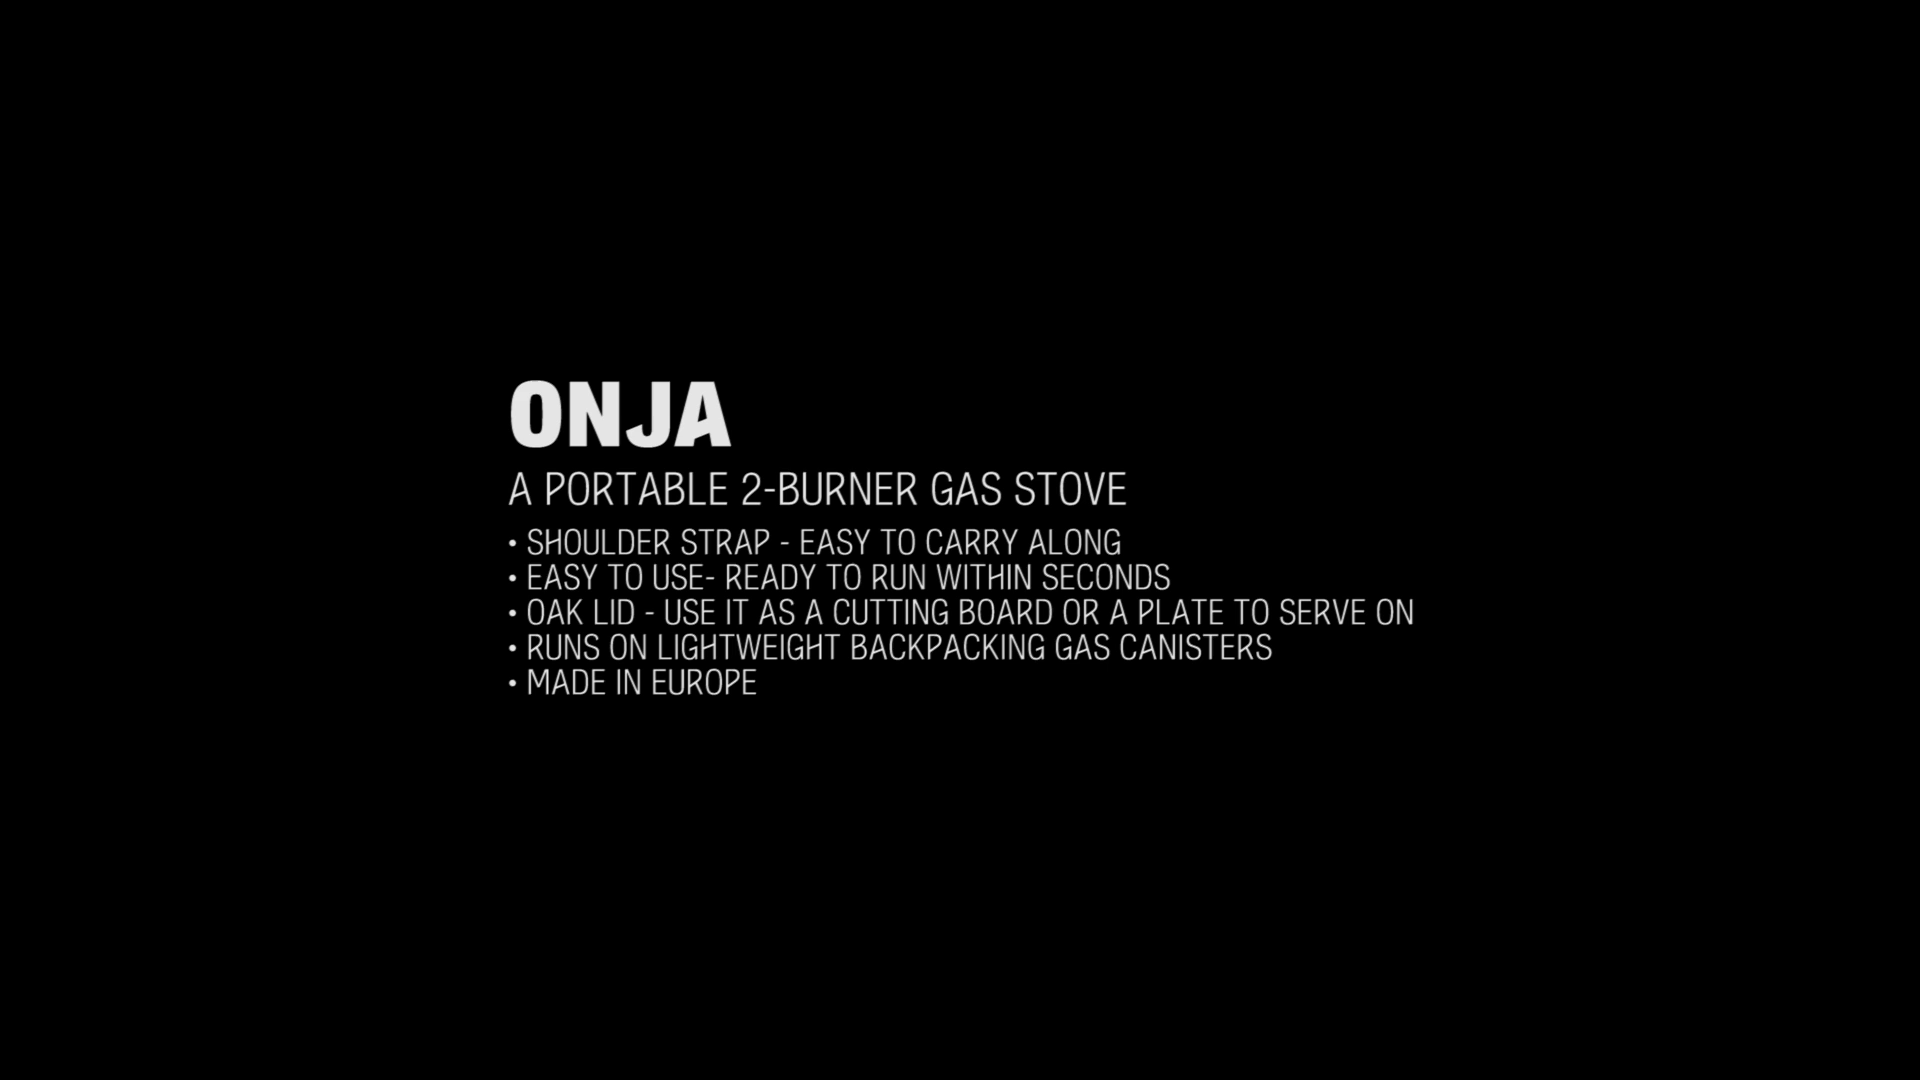 ONJA
A PORTABLE 2-BURNER GAS STOVE
• SHOULDER STRAP - EASY TO CARRY ALONG
• EASY TO USE- READY TO RUN WITHIN SECONDS
• OAK LID - USE IT AS A CUTTING BOARD OR A PLATE TO SERVE ON
• RUNS ON LIGHTWEIGHT BACKPACKING GAS CANISTERS
• MADE IN EUROPE